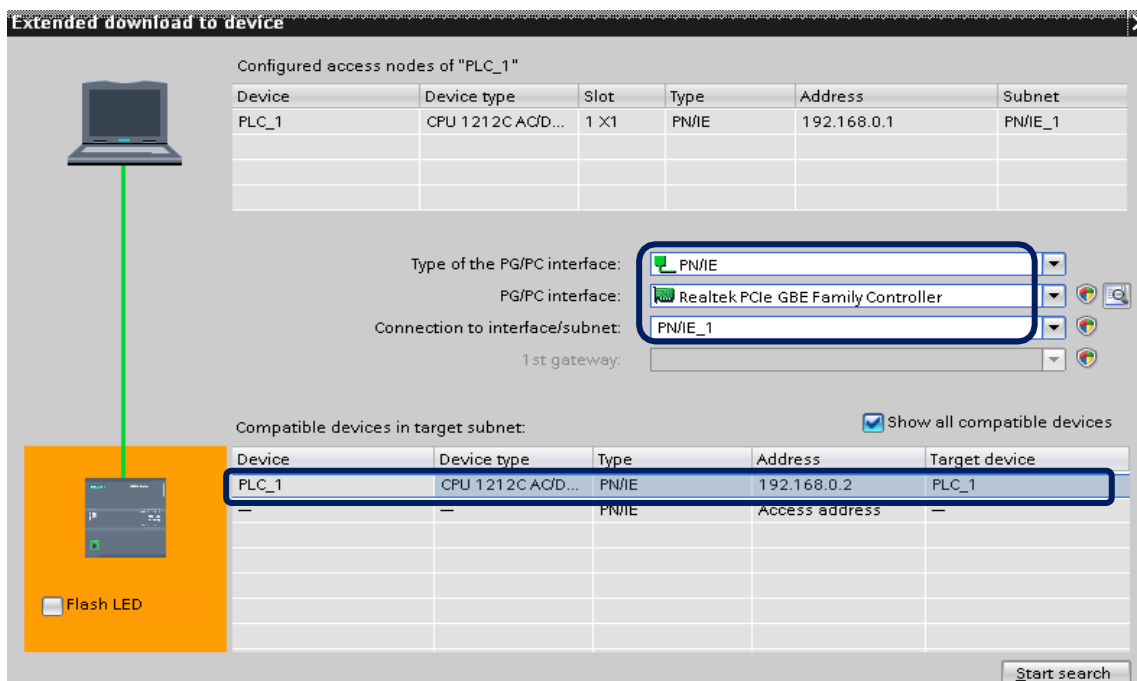 Extended download to device
Configured access nodes of "PLC_1"
Device Device type Slot Type Address Subnet
PLC_1 CPU 1212C AC/D... 1 X1 PN/IE 192.168.0.1 PN/IE_1
Type of the PG/PC interface: PN/IE
PG/PC interface: Realtek PCIe GBE Family Controller
Connection to interface/subnet: PN/IE_1
1st gateway:
Compatible devices in target subnet: Show all compatible devices
Device Device type Type Address Target device
PLC_1 CPU 1212C AC/D... PN/IE 192.168.0.2 PLC_1
— — PN/IE Access address —
Flash LED
Start search